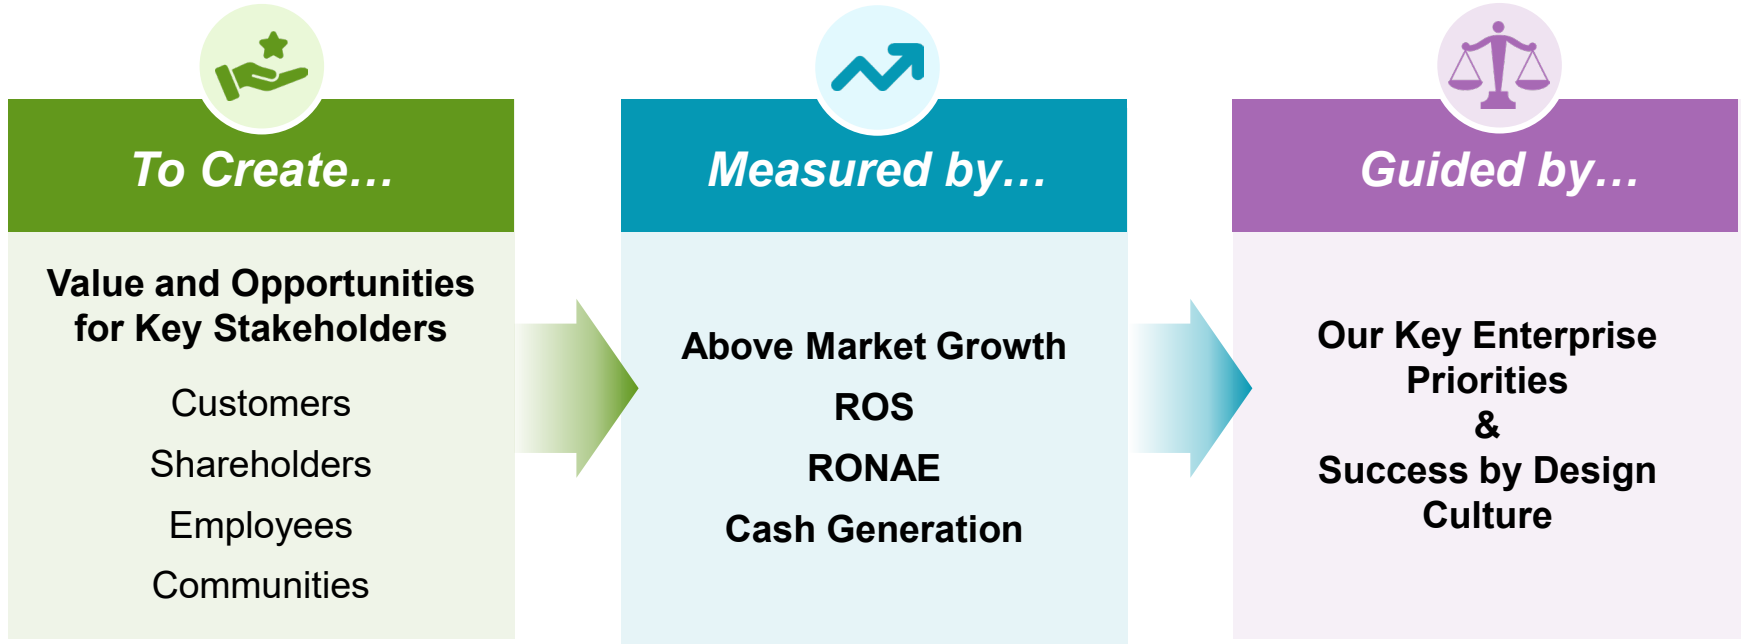 To Create…
Value and Opportunities
for Key Stakeholders
Customers
Shareholders
Employees
Communities
Measured by…
Above Market Growth
ROS
RONAE
Cash Generation
Guided by…
Our Key Enterprise
Priorities
&
Success by Design
Culture